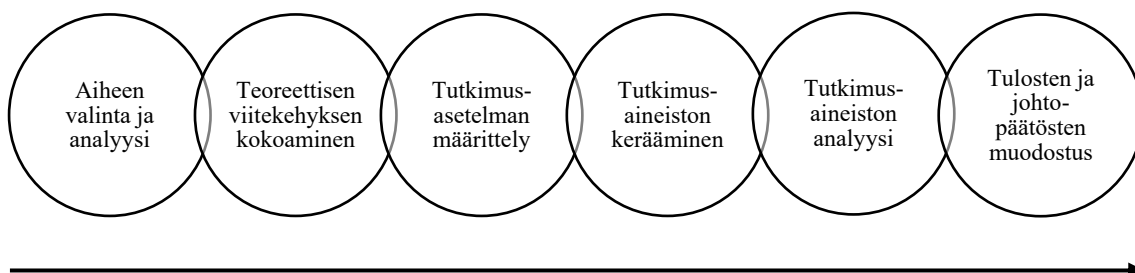 Aiheen
valinta ja
analyysi
Teoreettisen
viitekehyksen
kokoaminen
Tutkimus-
asetelman
määrittely
Tutkimus-
aineiston
kerääminen
Tutkimus-
aineiston
analyysi
Tulosten ja
johto-
päätösten
muodostus